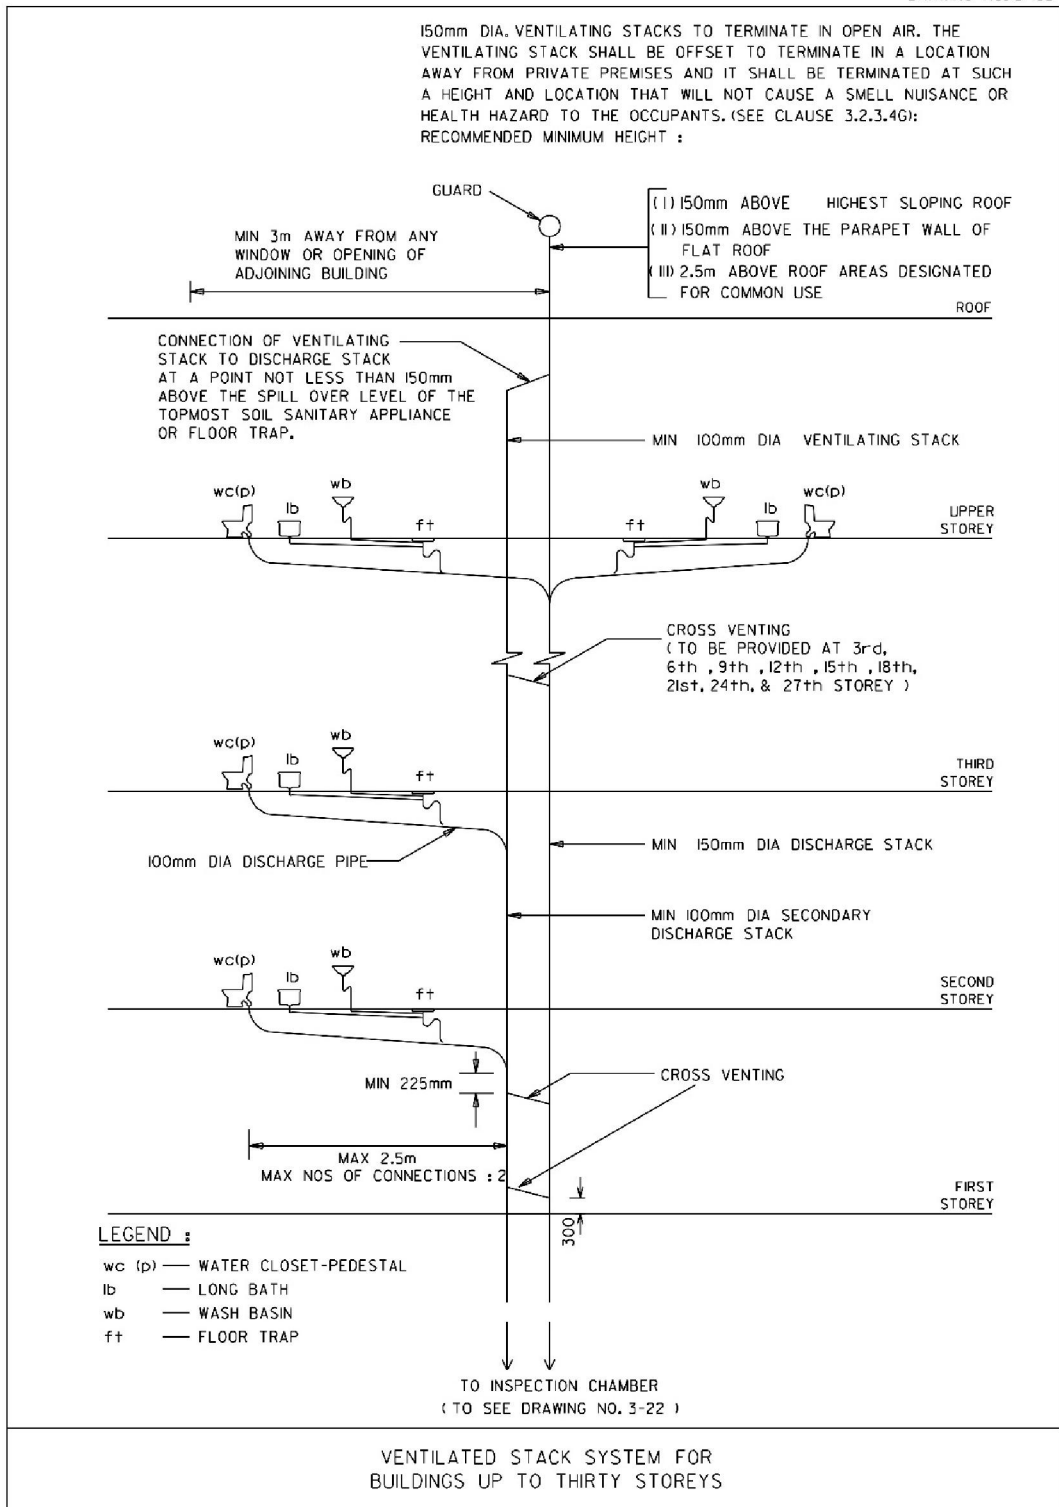 150mm DIA. VENTILATING STACKS TO TERMINATE IN OPEN AIR. THE
VENTILATING STACK SHALL BE OFFSET TO TERMINATE IN A LOCATION
AWAY FROM PRIVATE PREMISES AND IT SHALL BE TERMINATED AT SUCH
A HEIGHT AND LOCATION THAT WILL NOT CAUSE A SMELL NUISANCE OR
HEALTH HAZARD TO THE OCCUPANTS. (SEE CLAUSE 3.2.3.4G):
RECOMMENDED MINIMUM HEIGHT :
GUARD
(I) 150mm ABOVE HIGHEST SLOPING ROOF
(II) 150mm ABOVE THE PARAPET WALL OF
FLAT ROOF
(III) 2.5m ABOVE ROOF AREAS DESIGNATED
FOR COMMON USE
MIN 3m AWAY FROM ANY
WINDOW OR OPENING OF
ADJOINING BUILDING
ROOF
CONNECTION OF VENTILATING
STACK TO DISCHARGE STACK
AT A POINT NOT LESS THAN 150mm
ABOVE THE SPILL OVER LEVEL OF THE
TOPMOST SOIL SANITARY APPLIANCE
OR FLOOR TRAP.
MIN 100mm DIA VENTILATING STACK
wc(p) lb wb ft ft wb lb wc(p)
UPPER
STOREY
CROSS VENTING
(TO BE PROVIDED AT 3rd,
6th ,9th ,12th ,15th ,18th,
21st, 24th, & 27th STOREY )
wc(p) lb wb ft
THIRD
STOREY
100mm DIA DISCHARGE PIPE
MIN 150mm DIA DISCHARGE STACK
MIN 100mm DIA SECONDARY
DISCHARGE STACK
wc(p) lb wb ft
SECOND
STOREY
MIN 225mm
CROSS VENTING
MAX 2.5m
MAX NOS OF CONNECTIONS : 2
FIRST
STOREY
300
LEGEND :
wc (p) — WATER CLOSET-PEDESTAL
lb — LONG BATH
wb — WASH BASIN
ft — FLOOR TRAP
TO INSPECTION CHAMBER
( TO SEE DRAWING NO. 3-22 )
VENTILATED STACK SYSTEM FOR
BUILDINGS UP TO THIRTY STOREYS